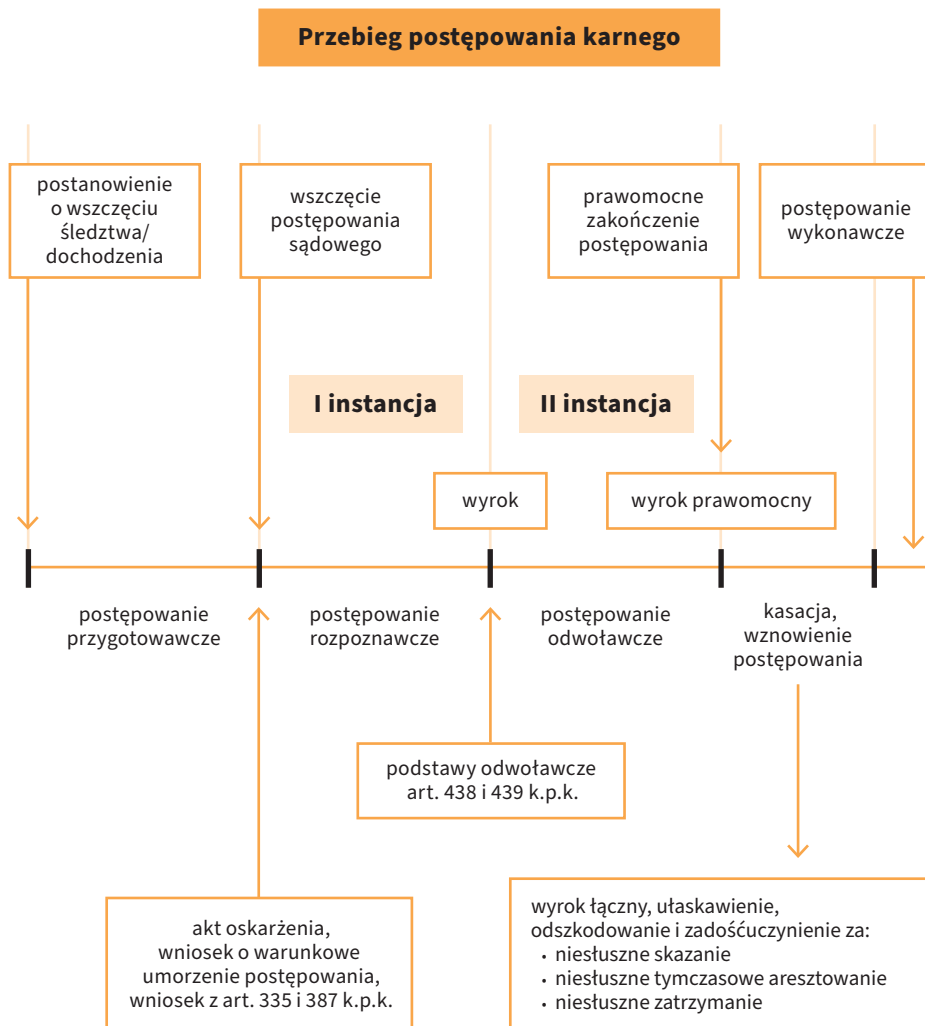 Przebieg postępowania karnego
postanowienie
o wszczęciu
śledztwa/
dochodzenia
wszczęcie
postępowania
sądowego
prawomocne
zakończenie
postępowania
postępowanie
wykonawcze
I instancja
II instancja
wyrok
wyrok prawomocny
postępowanie
przygotowawcze
postępowanie
rozpoznawcze
postępowanie
odwoławcze
kasacja,
wznowienie
postępowania
podstawy odwoławcze
art. 438 i 439 k.p.k.
akt oskarżenia,
wniosek o warunkowe
umorzenie postępowania,
wniosek z art. 335 i 387 k.p.k.
wyrok łączny, ułaskawienie,
odszkodowanie i zadośćuczynienie za:
• niesłuszne skazanie
• niesłuszne tymczasowe aresztowanie
• niesłuszne zatrzymanie